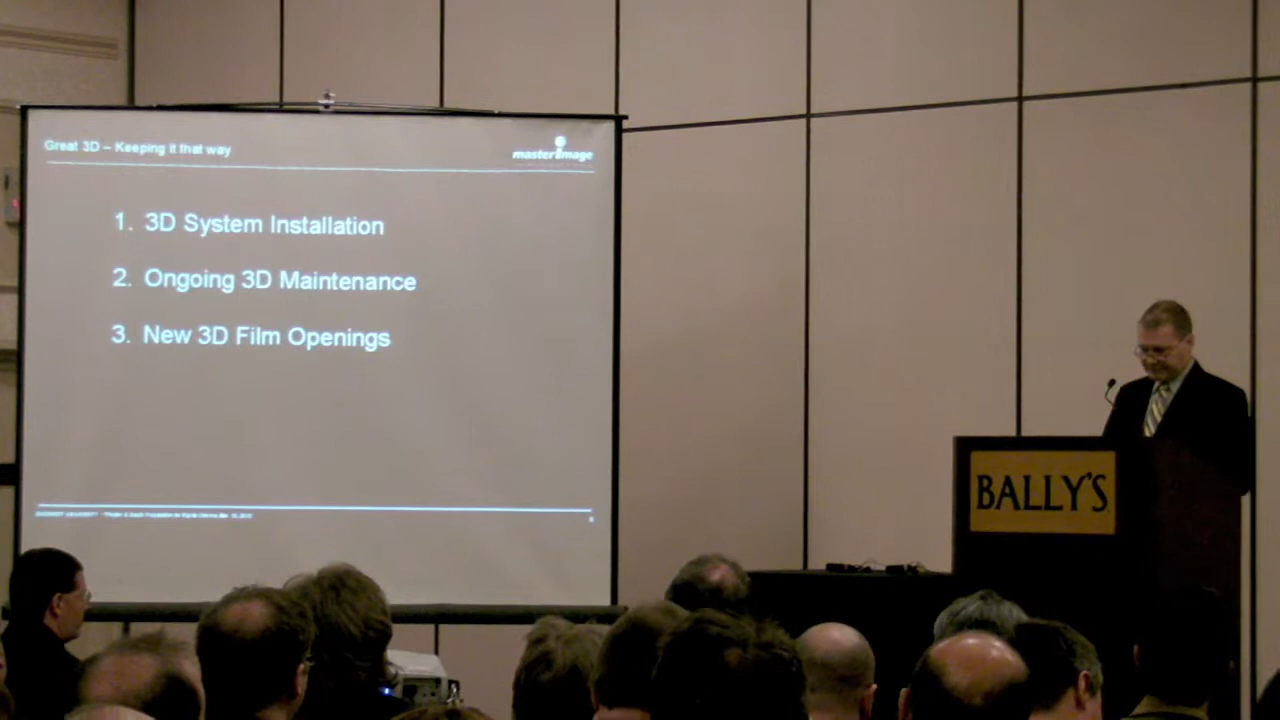 Great 3D – Keeping it that way
masterimage
1. 3D System Installation
2. Ongoing 3D Maintenance
3. New 3D Film Openings
BALLY'S